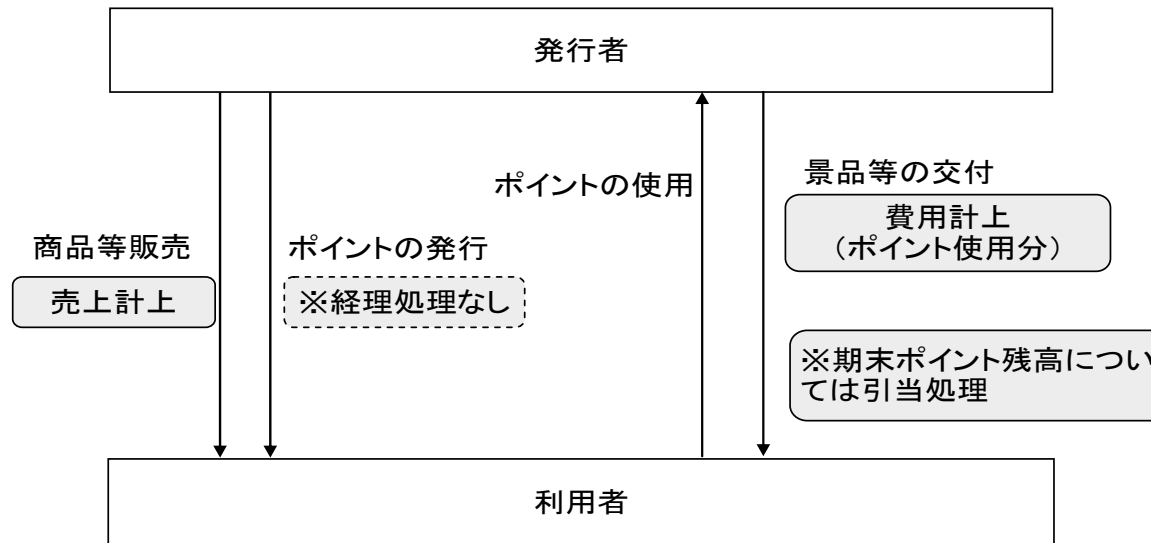 発行者
ポイントの使用
景品等の交付
費用計上
（ポイント使用分）
商品等販売
売上計上
ポイントの発行
※経理処理なし
※期末ポイント残高につい
ては引当処理
利用者